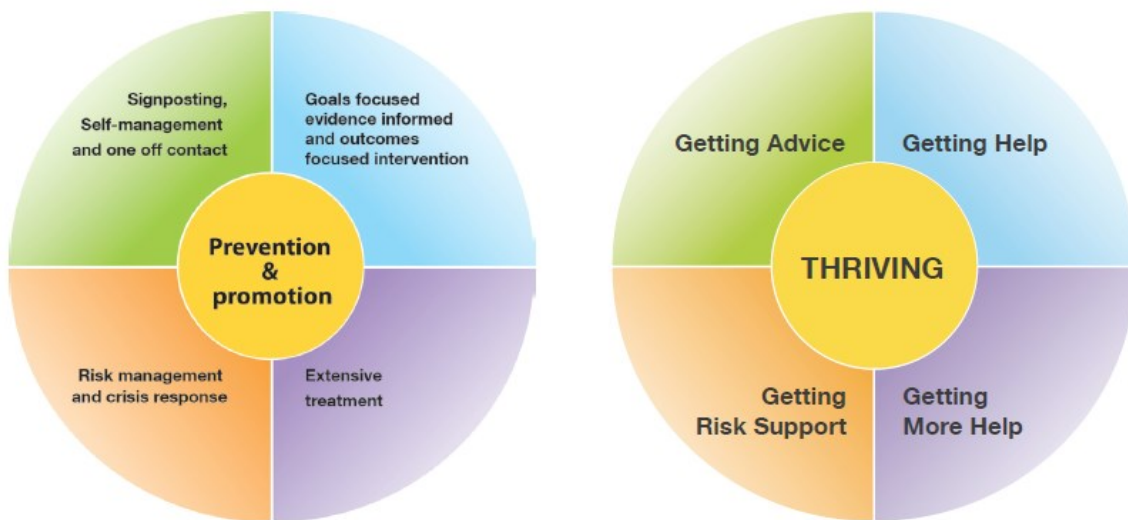 Signposting,
Self-management
and one off contact
Goals focused
evidence informed
and outcomes
focused intervention
Prevention
&
promotion
Risk management
and crisis response
Extensive
treatment
Getting Advice
Getting Help
THRIVING
Getting
Risk Support
Getting
More Help